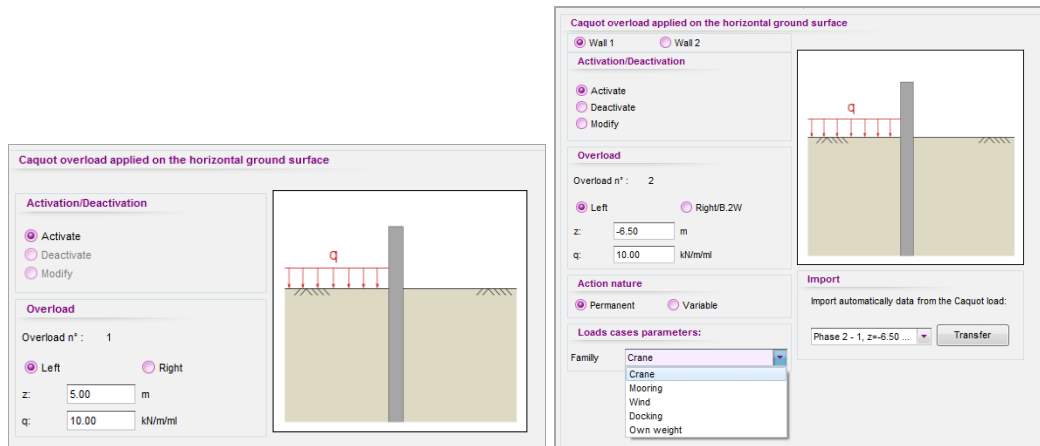 Caquot overload applied on the horizontal ground surface
Activation/Deactivation
Activate
Deactivate
Modify
Overload
Overload n° : 1
Left Right
z: 5.00 m
q: 10.00 kN/m/ml
q
Caquot overload applied on the horizontal ground surface
Wall 1 Wall 2
Activation/Deactivation
Activate
Deactivate
Modify
Overload
Overload n° : 2
Left Right/B.2W
z: -6.50 m
q: 10.00 kN/m/ml
Action nature
Permanent Variable
Loads cases parameters:
Familly Crane
Crane
Mooring
Wind
Docking
Own weight
q
Import
Import automatically data from the Caquot load:
Phase 2 - 1, z=-6.50 ... Transfer